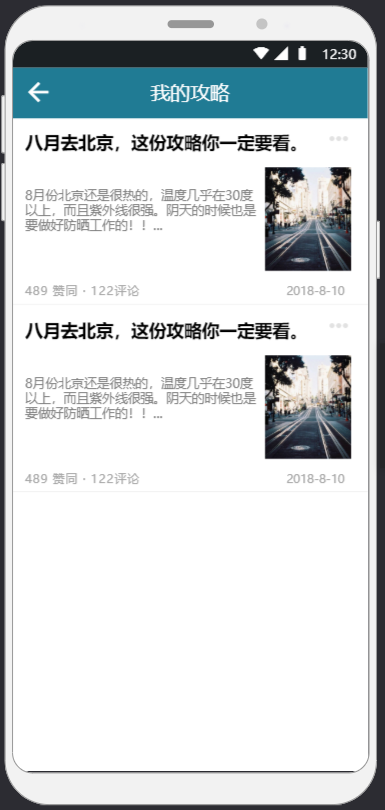 12:30
我的攻略
八月去北京，这份攻略你一定要看。
8月份北京还是很热的，温度几乎在30度
以上，而且紫外线很强。阴天的时候也是
要做好防晒工作的！！...
489 赞同 · 122评论 2018-8-10
八月去北京，这份攻略你一定要看。
8月份北京还是很热的，温度几乎在30度
以上，而且紫外线很强。阴天的时候也是
要做好防晒工作的！！...
489 赞同 · 122评论 2018-8-10